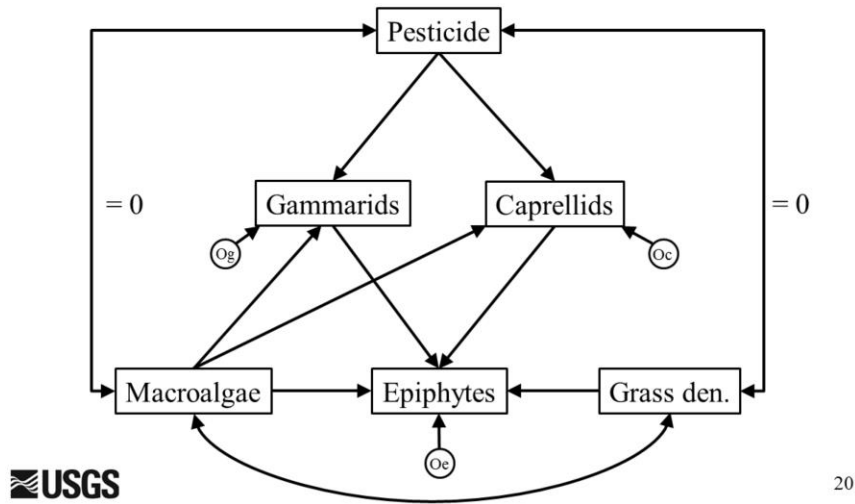 Pesticide
= 0
= 0
Gammarids
Caprellids
Og
Oc
Macroalgae
Epiphytes
Grass den.
Oe
USGS
20